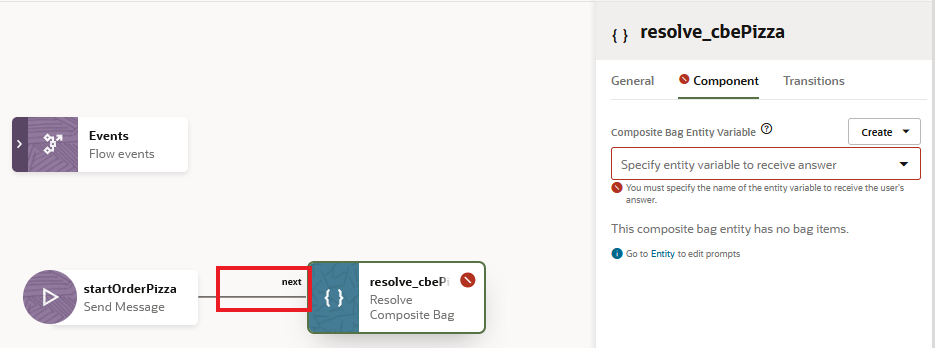 Events
Flow events
startOrderPizza
Send Message
next
resolve_cbePi
Resolve
Composite Bag
{ } resolve_cbePizza
General Component Transitions
Composite Bag Entity Variable Create
Specify entity variable to receive answer
You must specify the name of the entity variable to receive the user's
answer.
This composite bag entity has no bag items.
Go to Entity to edit prompts